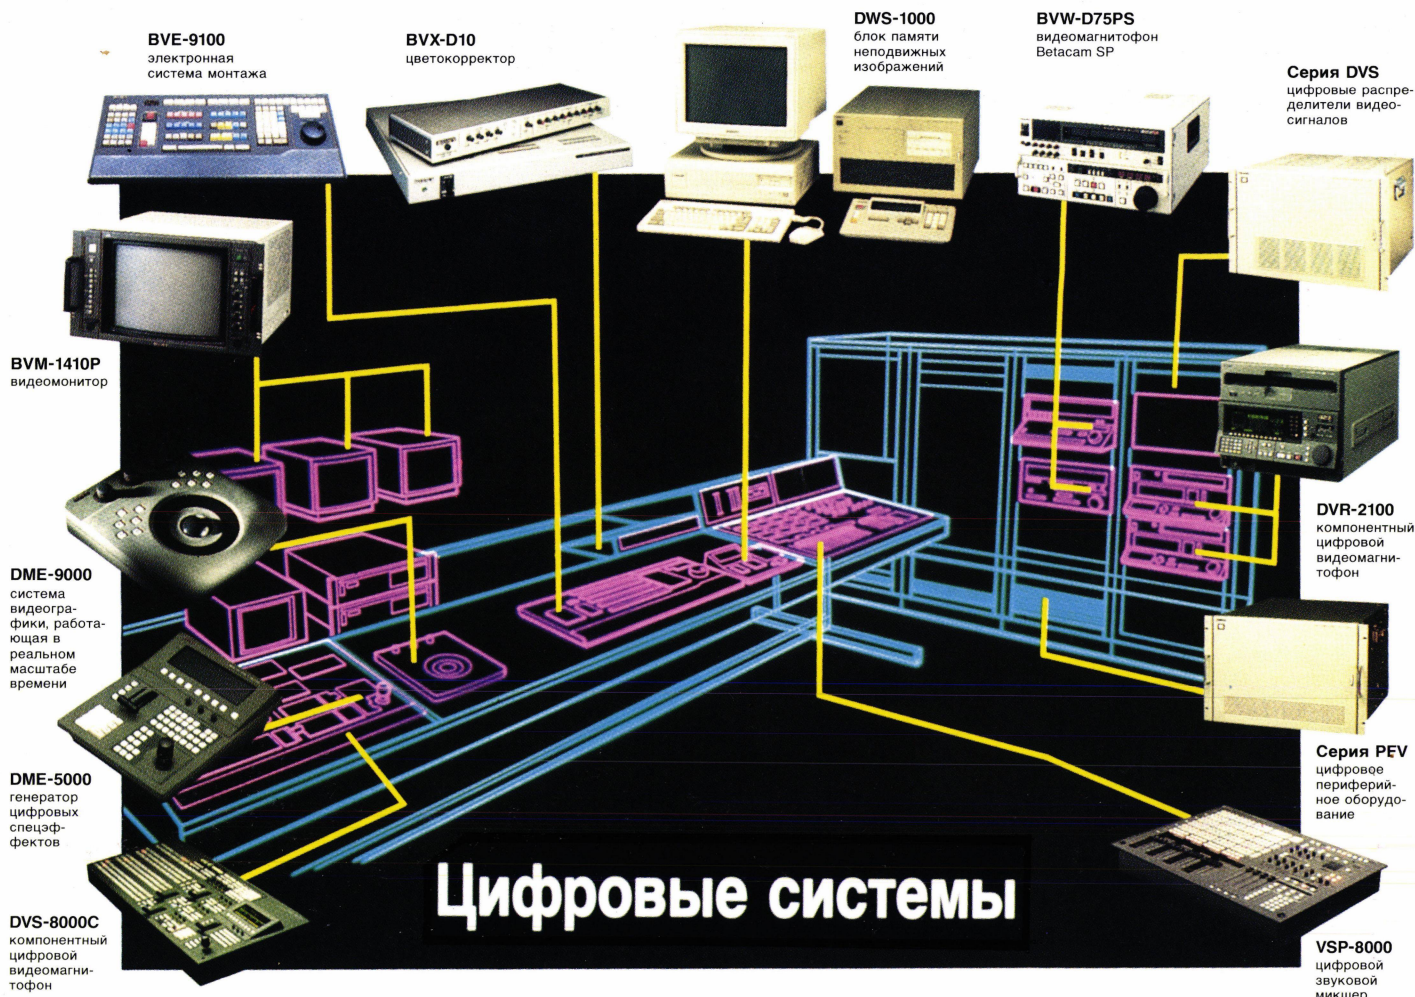 BVE-9100
электронная
система монтажа
BVX-D10
цветокорректор
DWS-1000
блок памяти
неподвижных
изображений
BVW-D75PS
видеомагнитофон
Betacam SP
Серия DVS
цифровые распре-
делители видео-
сигналов
BVM-1410P
видеомонитор
DVR-2100
компонентный
цифровой
видеомагни-
тофон
DME-9000
система
видеогра-
фики, работа-
ющая в
реальном
масштабе
времени
Серия PFV
цифровое
периферий-
ное оборудо-
вание
DME-5000
генератор
цифровых
спецэф-
фектов
DVS-8000C
компонентный
цифровой
видеомагни-
тофон
Цифровые системы
VSP-8000
цифровой
звуковой
микшер